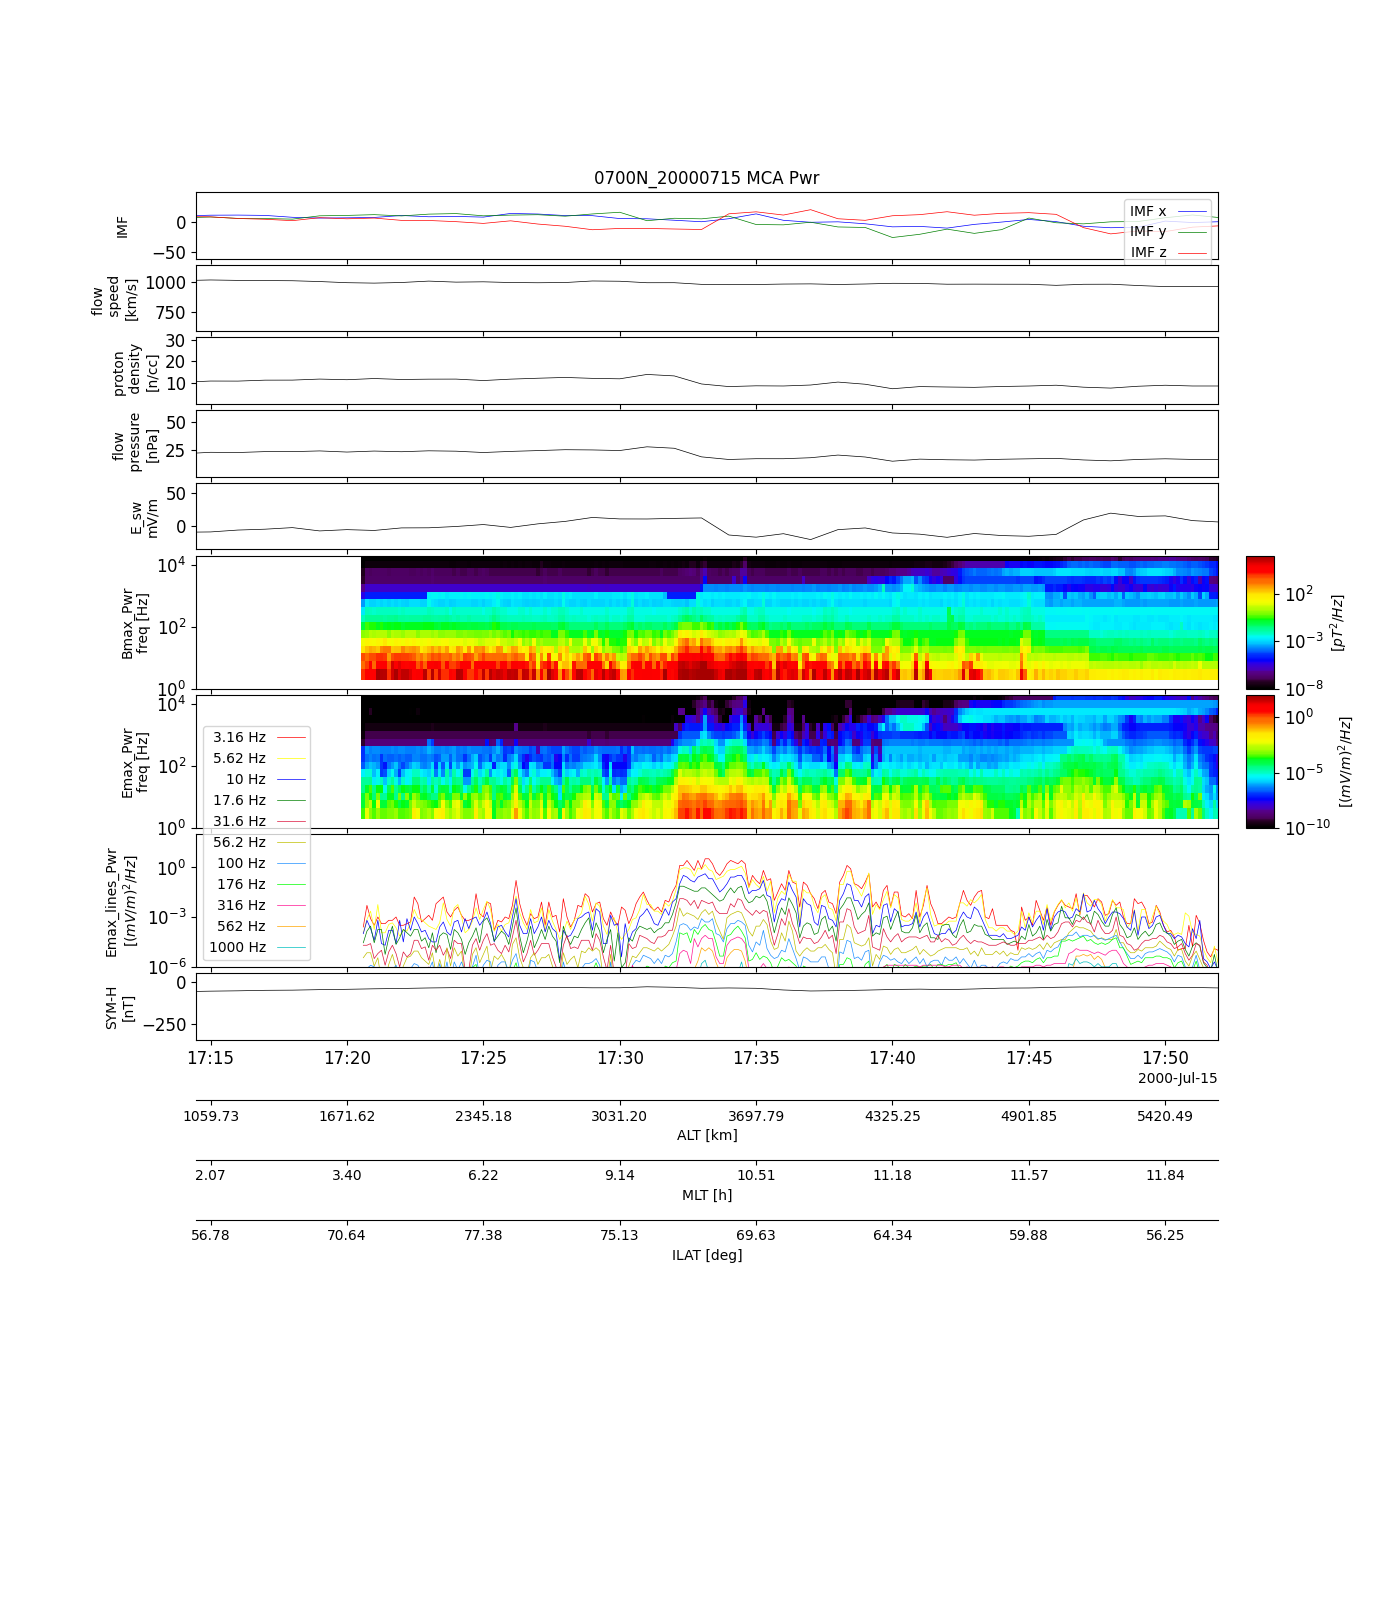 0700N_20000715 MCA Pwr
IMF
0
−50
IMF x
IMF y
IMF z
flow
speed
[km/s]
1000
750
proton
density
[n/cc]
30
20
10
flow
pressure
[nPa]
50
25
E_sw
mV/m
50
0
Bmax_Pwr
freq [Hz]
10^4
10^2
10^0
10^2
10^−3
10^−8
[pT^2/Hz]
Emax_Pwr
freq [Hz]
10^4
10^2
10^0
10^0
10^−5
10^−10
[(mV/m)^2/Hz]
3.16 Hz
5.62 Hz
10 Hz
17.6 Hz
31.6 Hz
56.2 Hz
100 Hz
176 Hz
316 Hz
562 Hz
1000 Hz
Emax_lines_Pwr
[(mV/m)^2/Hz]
10^0
10^−3
10^−6
SYM-H
[nT]
0
−250
17:15 17:20 17:25 17:30 17:35 17:40 17:45 17:50
2000-Jul-15
1059.73 1671.62 2345.18 3031.20 3697.79 4325.25 4901.85 5420.49
ALT [km]
2.07 3.40 6.22 9.14 10.51 11.18 11.57 11.84
MLT [h]
56.78 70.64 77.38 75.13 69.63 64.34 59.88 56.25
ILAT [deg]